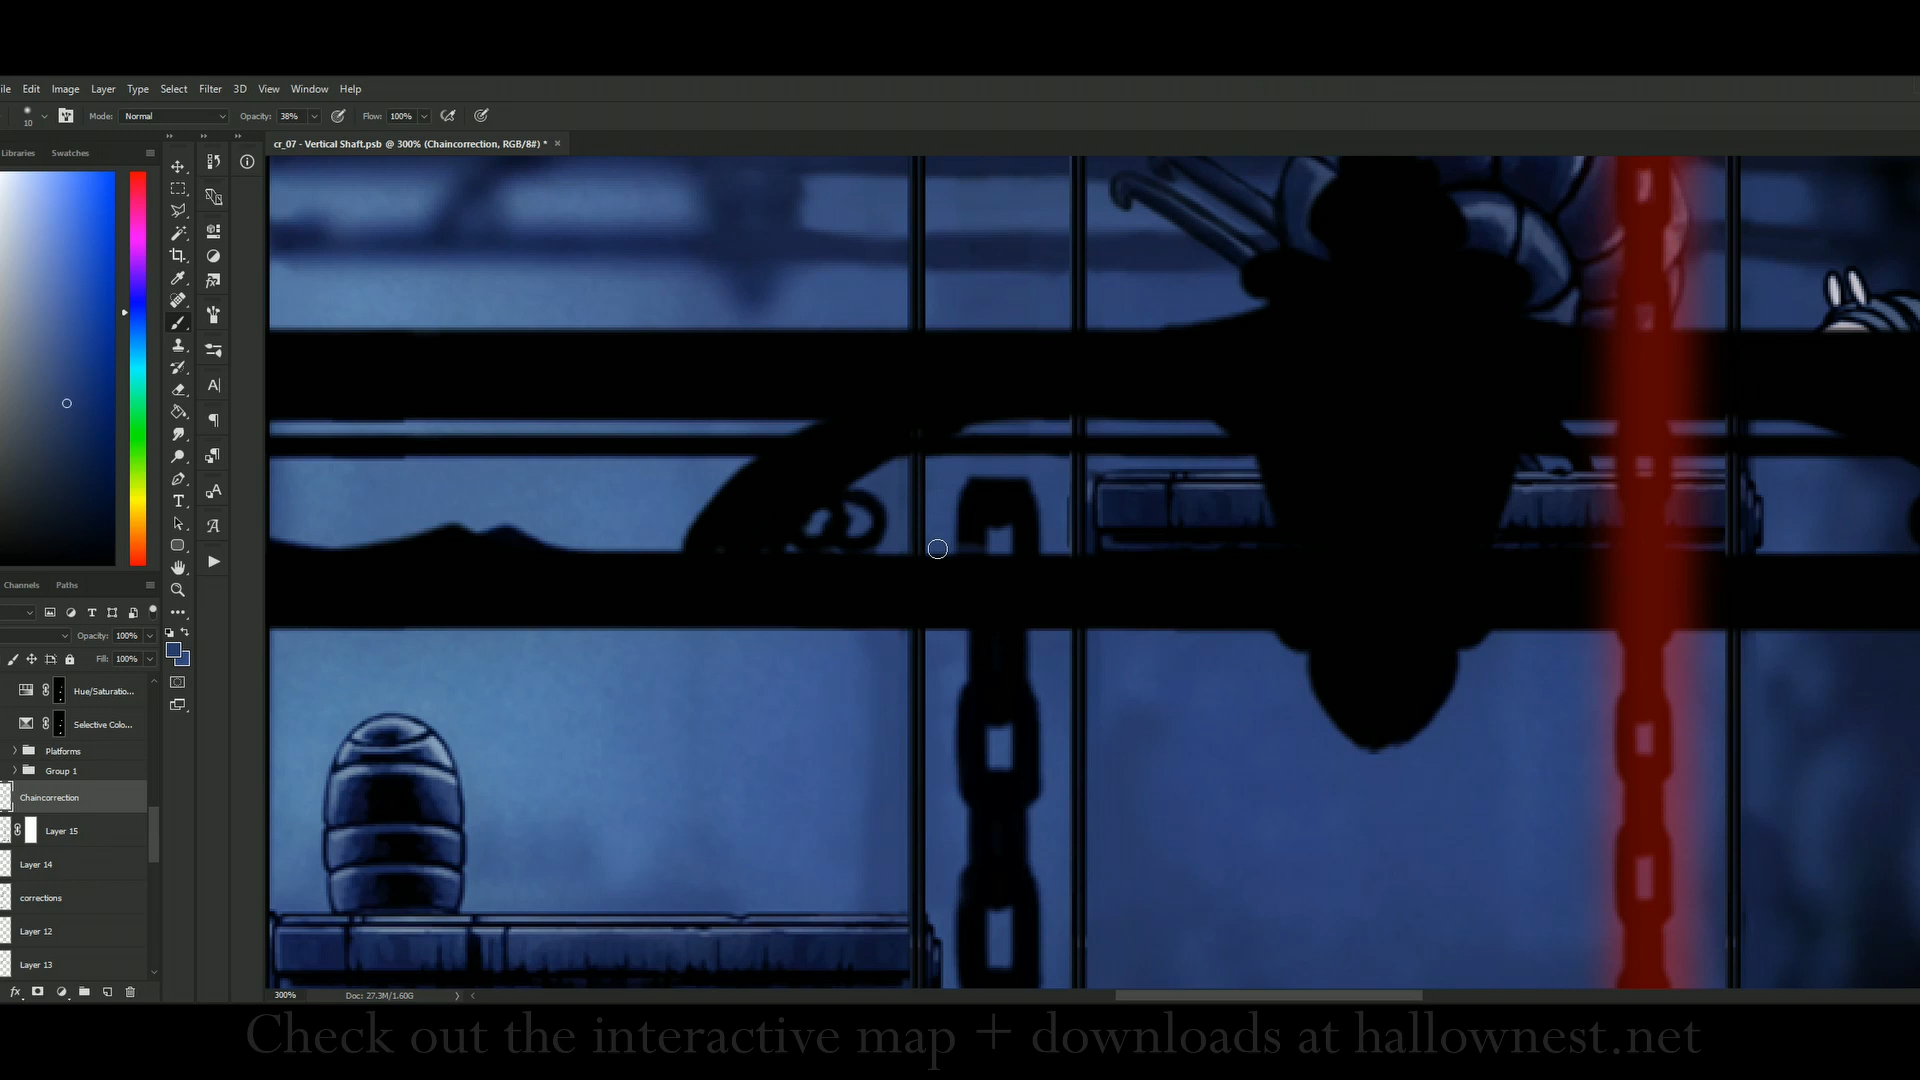 ile Edit Image Layer Type Select Filter 3D View Window Help
10 Mode: Normal Opacity: 38% Flow: 100%
Libraries Swatches
cr_07 - Vertical Shaft.psb @ 300% (Chaincorrection, RGB/8#) *
Channels Paths
Opacity: 100%
Fill: 100%
Hue/Saturatio...
Selective Colo...
Platforms
Group 1
Chaincorrection
Layer 15
Layer 14
corrections
Layer 12
Layer 13
300% Doc: 27.3M/1.60G
Check out the interactive map + downloads at hallownest.net